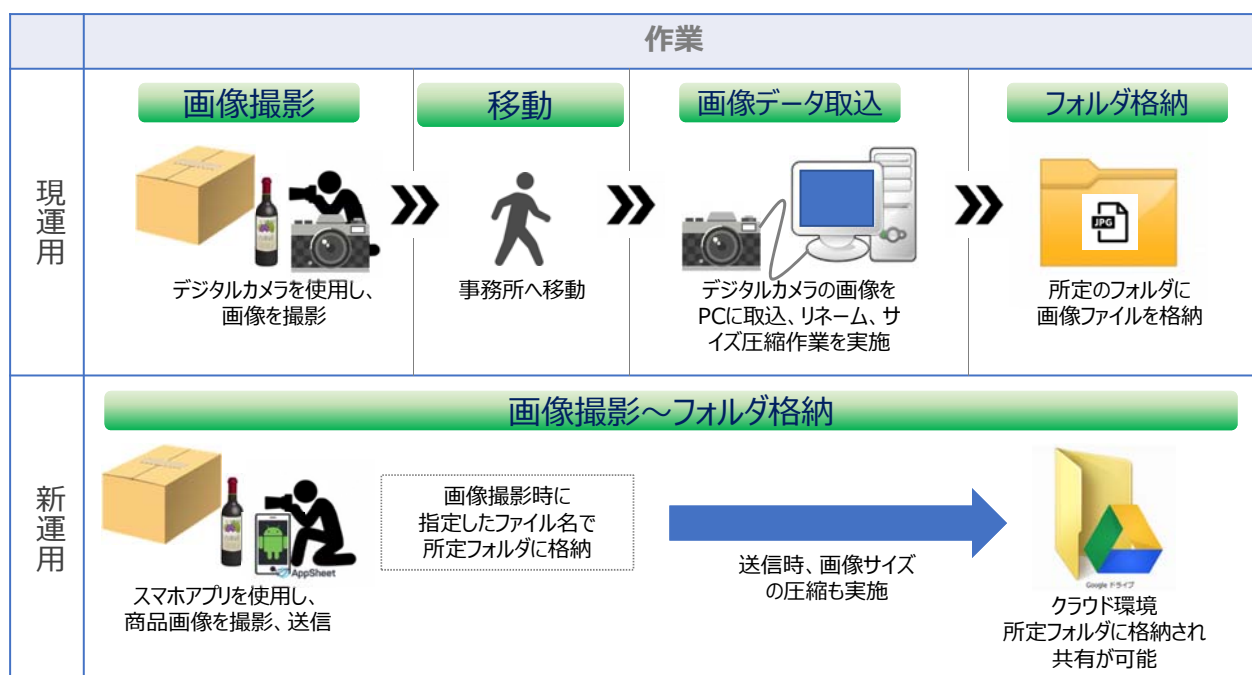 作業
現運用
画像撮影
移動
画像データ取込
フォルダ格納
JPG
デジタルカメラを使用し、
画像を撮影
事務所へ移動
デジタルカメラの画像を
PCに取込、リネーム、サ
イズ圧縮作業を実施
所定のフォルダに
画像ファイルを格納
新運用
画像撮影～フォルダ格納
AppSheet
スマホアプリを使用し、
商品画像を撮影、送信
画像撮影時に
指定したファイル名で
所定フォルダに格納
送信時、画像サイズ
の圧縮も実施
Google ドライブ
クラウド環境
所定フォルダに格納され
共有が可能